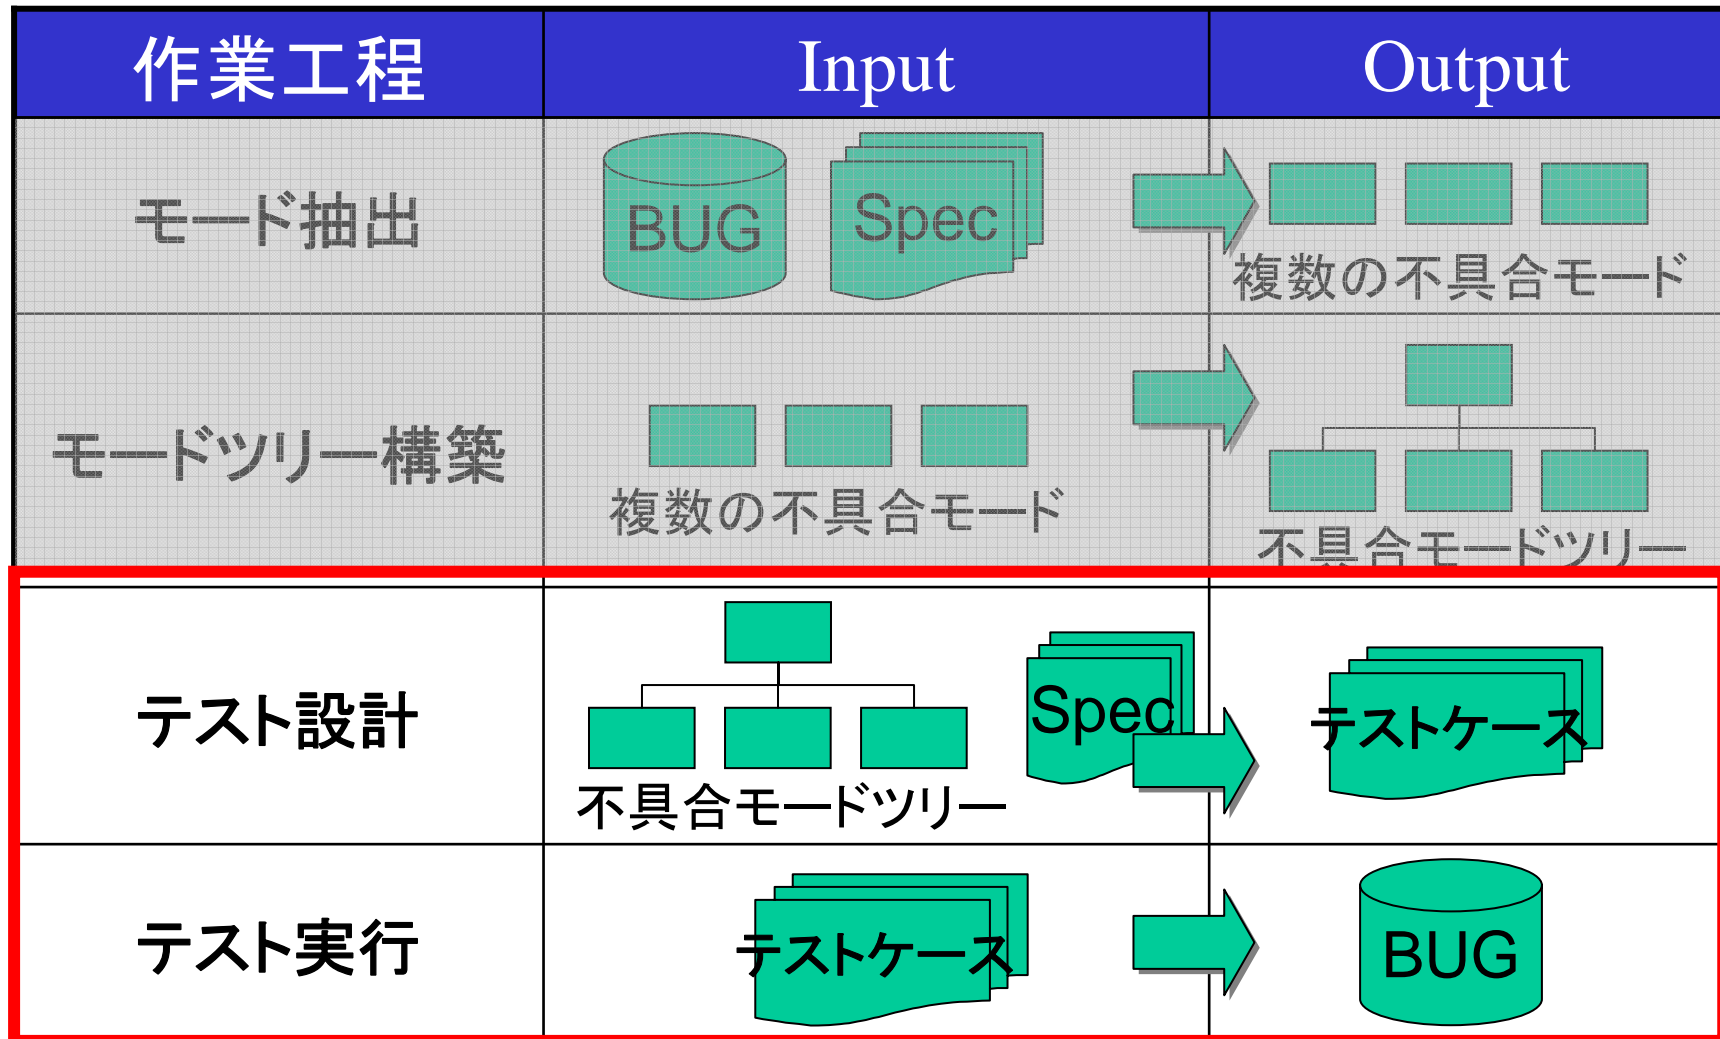 作業工程 Input Output
モード抽出 BUG Spec
複数の不具合モード
モードツリー構築
複数の不具合モード
不具合モードツリー
テスト設計 Spec テストケース
不具合モードツリー
テスト実行 テストケース BUG